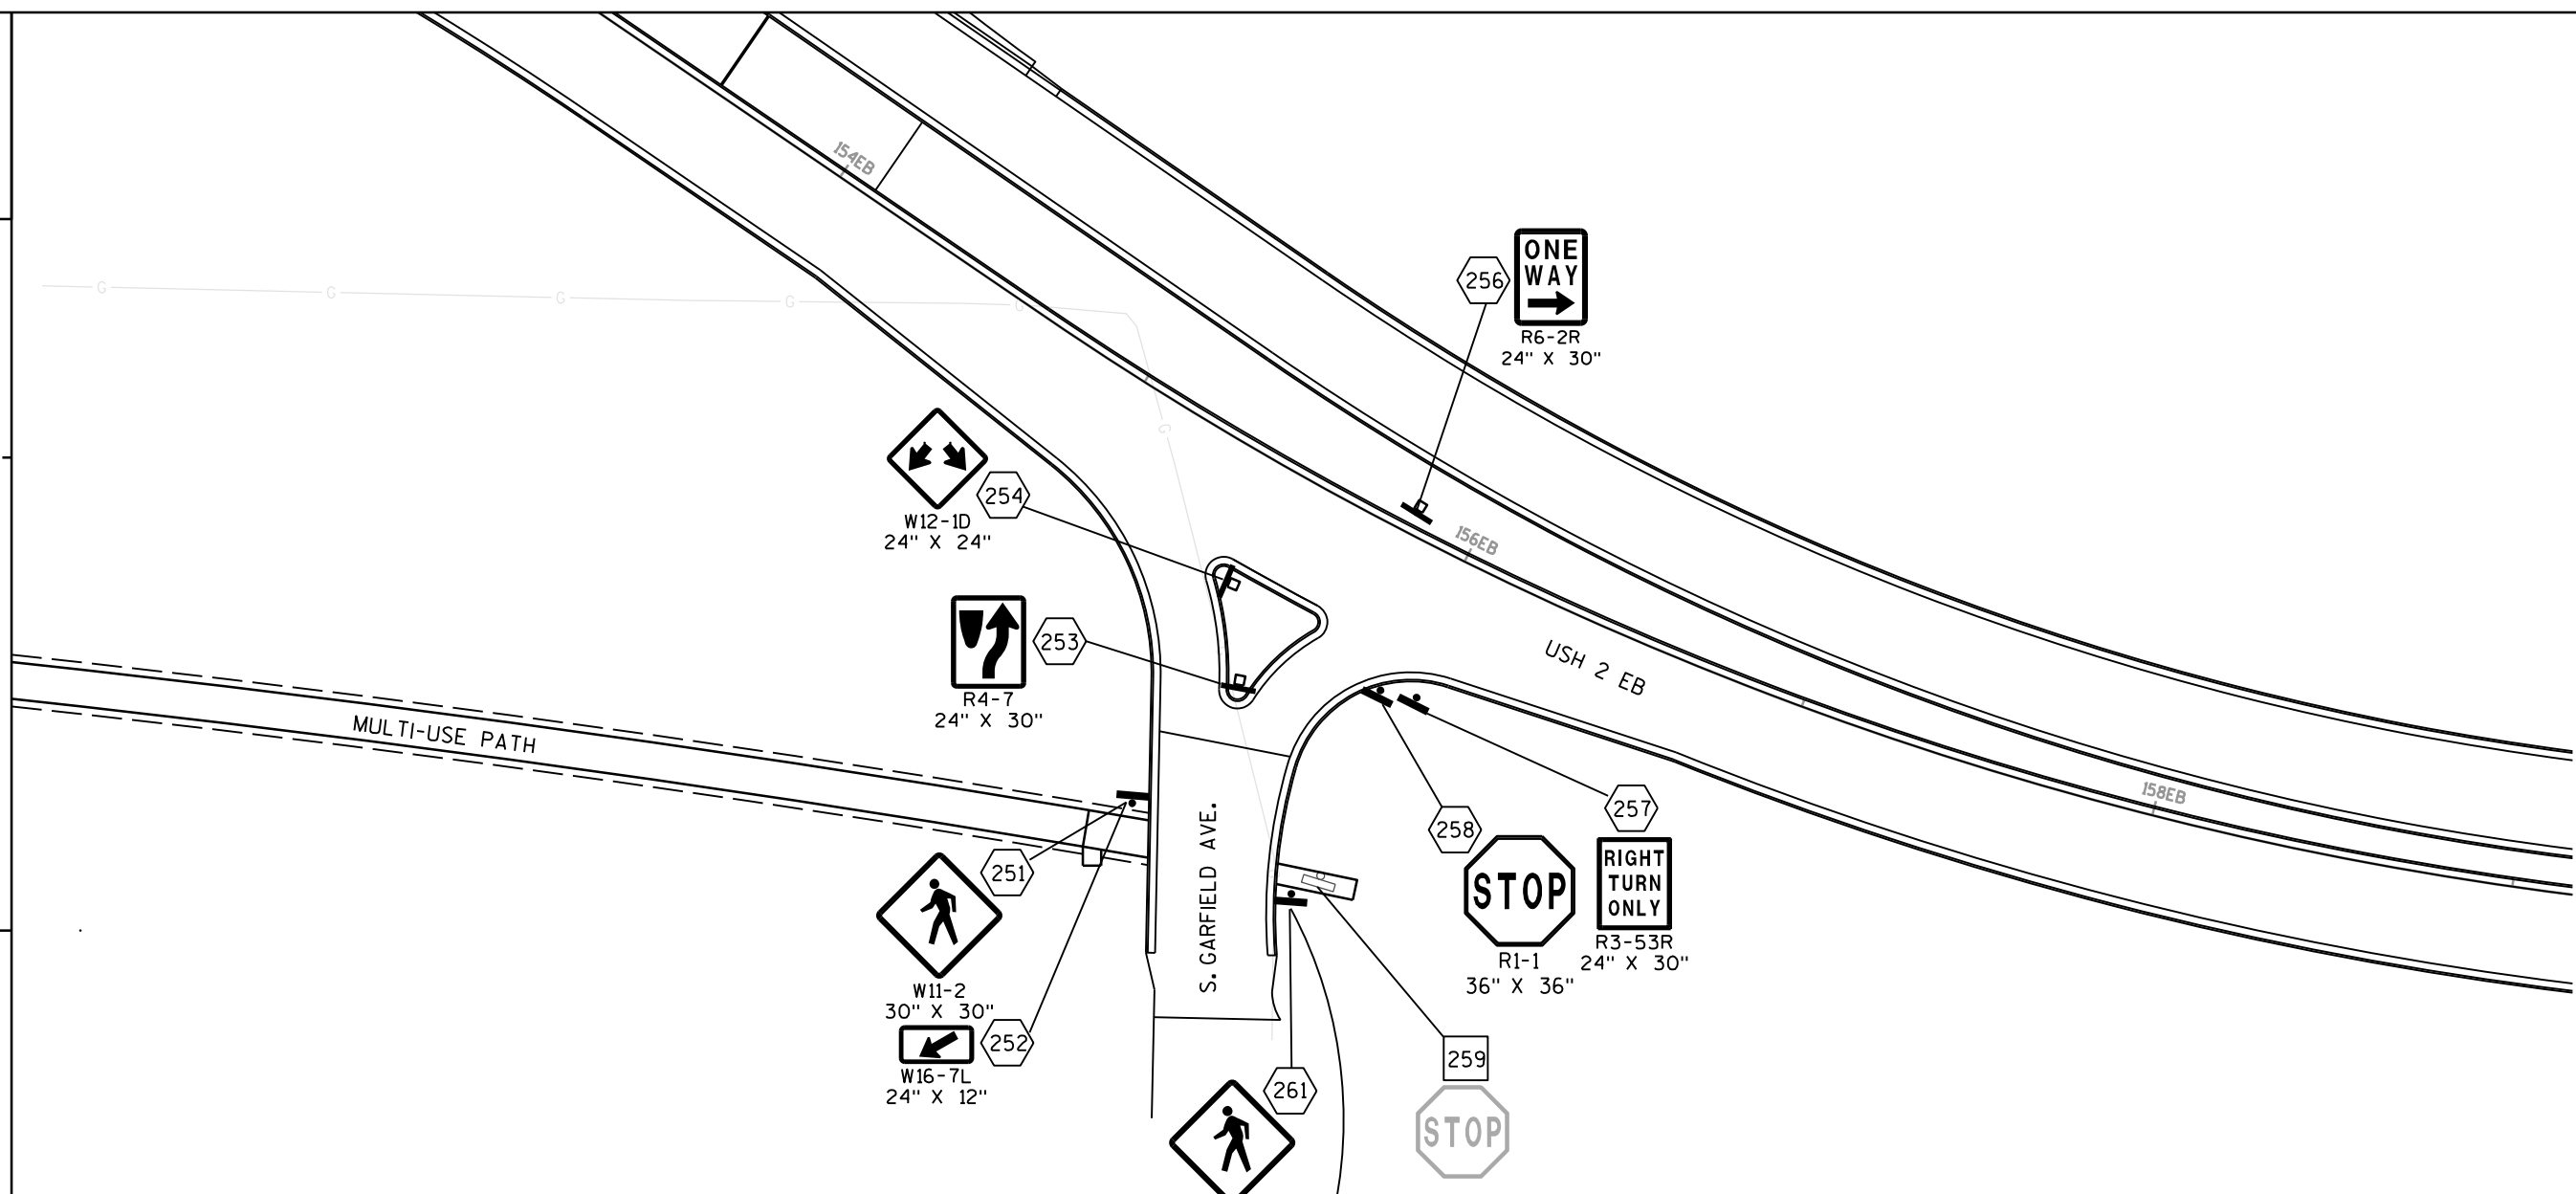 154EB
256
ONE
WAY
R6-2R
24" X 30"
G
G
G
G
G
G
254
W12-1D
24" X 24"
156EB
253
R4-7
24" X 30"
USH 2 EB
MULTI-USE PATH
158EB
257
258
STOP
R1-1
36" X 36"
RIGHT
TURN
ONLY
R3-53R
24" X 30"
251
W11-2
30" X 30"
252
W16-7L
24" X 12"
S. GARFIELD AVE.
259
STOP
261